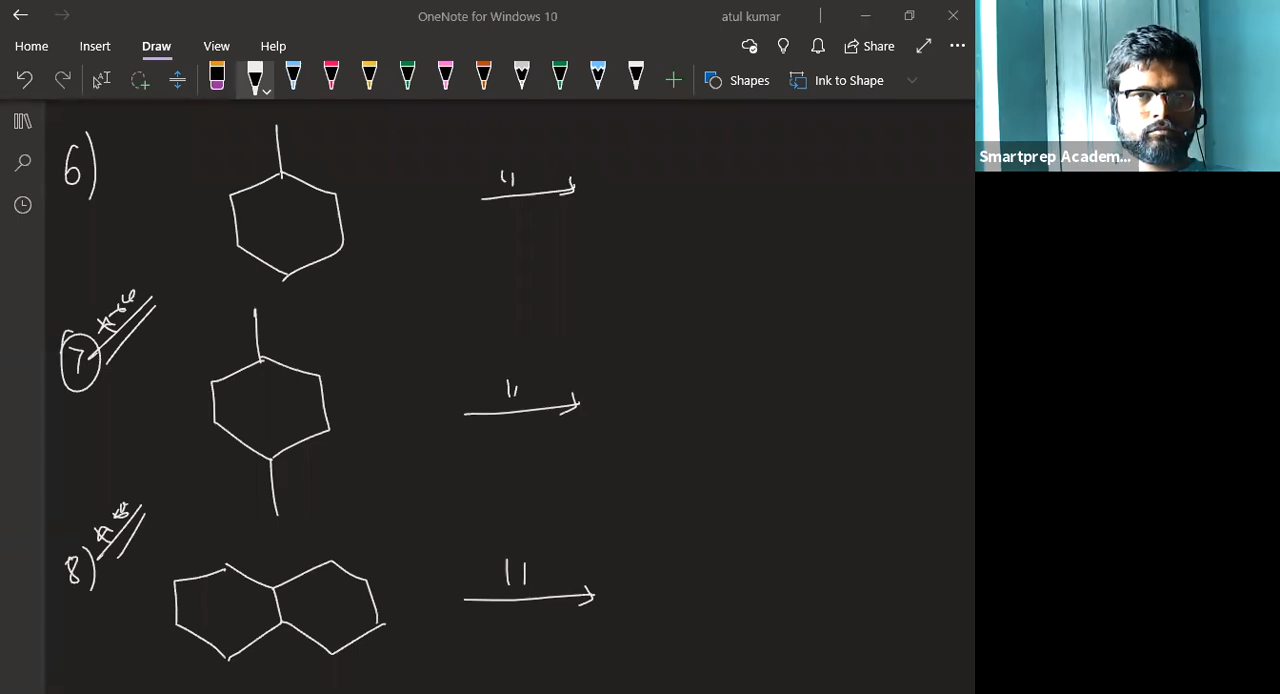 OneNote for Windows 10
atul kumar
Home Insert Draw View Help
Share
Shapes
Ink to Shape
Smartprep Academ...
6)
"
7
"
8)
"